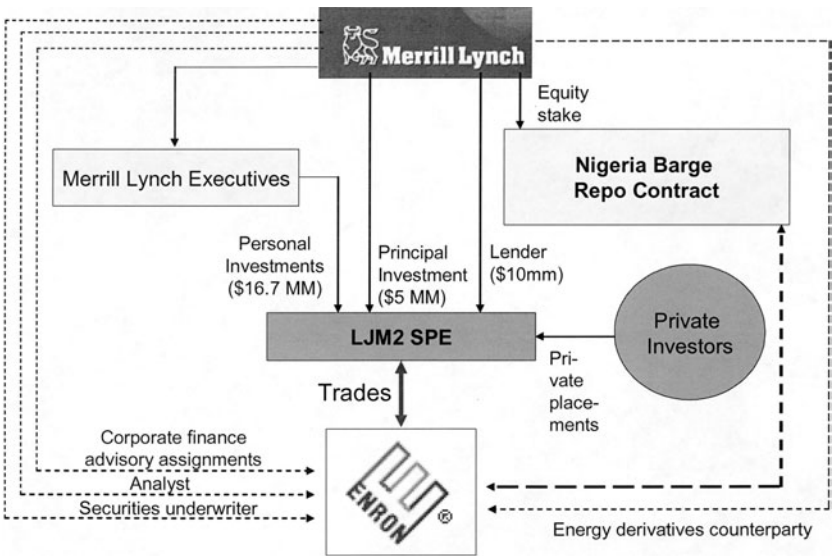 Merrill Lynch
Equity
stake
Merrill Lynch Executives
Nigeria Barge
Repo Contract
Personal
Investments
($16.7 MM)
Principal
Investment
($5 MM)
Lender
($10mm)
Private
Investors
LJM2 SPE
Pri-
vate
place-
ments
Trades
Corporate finance
advisory assignments
Analyst
Securities underwriter
ENRON
®
Energy derivatives counterparty